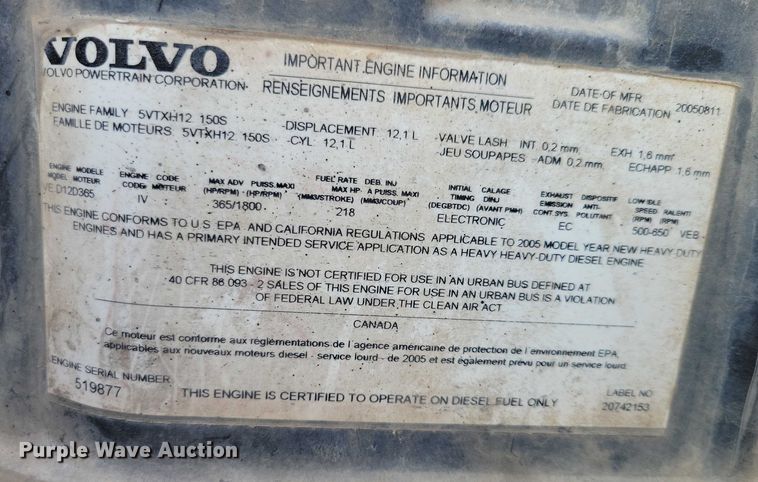 VOLVO
VOLVO POWERTRAIN CORPORATION
IMPORTANT ENGINE INFORMATION
RENSEIGNEMENTS IMPORTANTS MOTEUR
DATE OF MFR
DATE DE FABRICATION 20050811
ENGINE FAMILY 5VTXH12 150S -DISPLACEMENT 12,1 L -VALVE LASH INT 0,2 mm EXH 1,6 mm
FAMILLE DE MOTEURS 5VTXH12 150S -CYL 12,1 L JEU SOUPAPES ADM 0,2 mm ECHAPP 1,6 mm
ENGINE MODELE ENGINE CODE MAX ADV PUISS.MAXI FUEL RATE DEB INJ INITIAL CALAGE EXHAUST DISPOSITIF LOW IDLE
MODEL MOTEUR CODE MOTEUR (HP/RPM) - (HP/RPM) MAX HP A PUISS. MAXI TIMING D'INJ EMISSION ANTI- SPEED RALENTI
(MM3/STROKE) (MM3/COUP) (DEGBTDC) (AVANT PMH) CONT SYS POLUTANT (RPM) (RPM)
VE D12D365 IV 365/1800 218 ELECTRONIC EC 500-650 VEB
THIS ENGINE CONFORMS TO U S EPA AND CALIFORNIA REGULATIONS APPLICABLE TO 2005 MODEL YEAR NEW HEAVY-DUTY
ENGINES AND HAS A PRIMARY INTENDED SERVICE APPLICATION AS A HEAVY HEAVY-DUTY DIESEL ENGINE
THIS ENGINE IS NOT CERTIFIED FOR USE IN AN URBAN BUS DEFINED AT
40 CFR 86 093 - 2 SALES OF THIS ENGINE FOR USE IN AN URBAN BUS IS A VIOLATION
OF FEDERAL LAW UNDER THE CLEAN AIR ACT
CANADA
Ce moteur est conforme aux règlementations de l'agence américaine de protection de l'environnement EPA,
applicables aux nouveaux moteurs diesel - service lourd - de 2005 et est également prévu pour un service lourd.
ENGINE SERIAL NUMBER
519877
THIS ENGINE IS CERTIFIED TO OPERATE ON DIESEL FUEL ONLY
LABEL NO
20742153
Purple Wave Auction